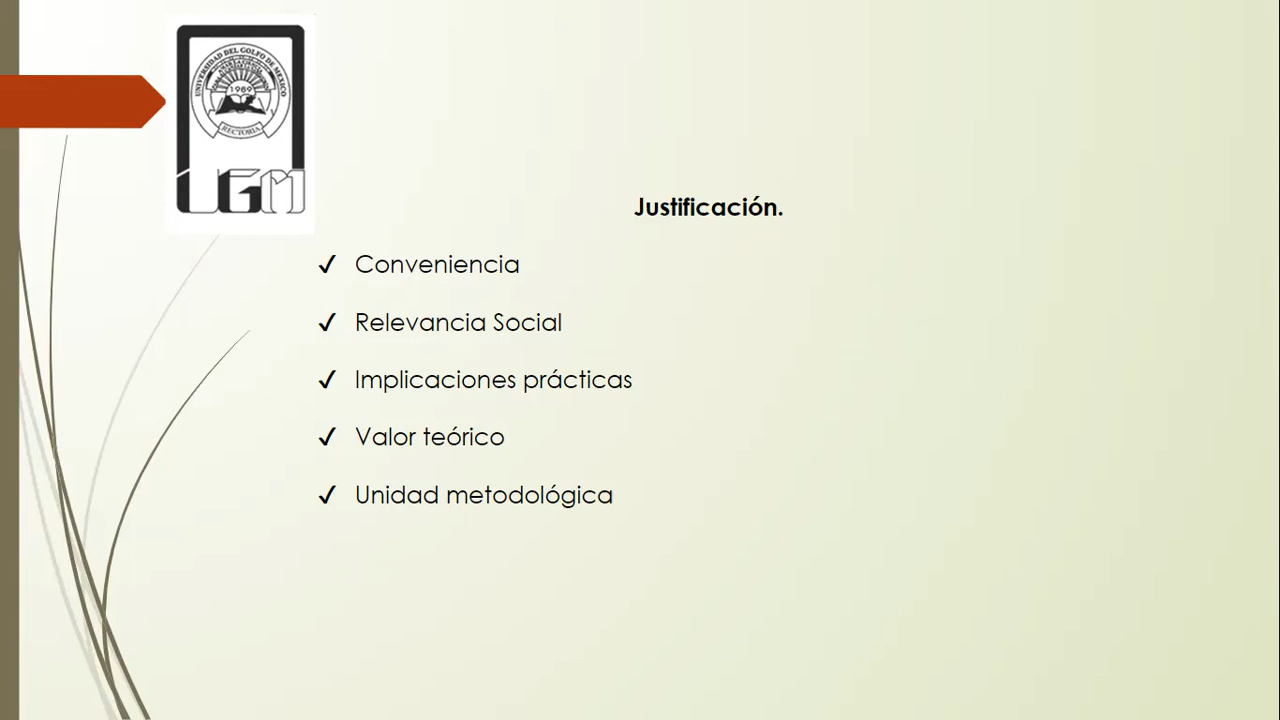 UNIVERSIDAD DEL GOLFO DE MEXICO
1989
RECTORIA
UGM
Justificación.
✓ Conveniencia
✓ Relevancia Social
✓ Implicaciones prácticas
✓ Valor teórico
✓ Unidad metodológica